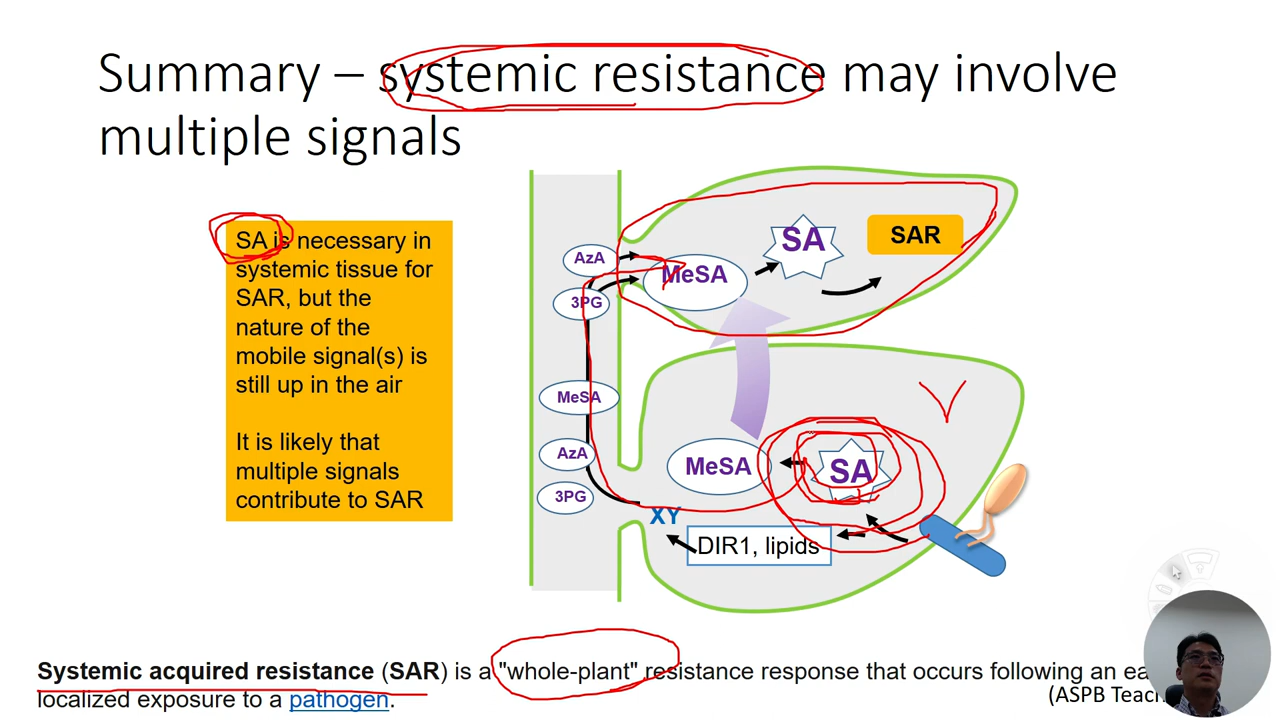 Summary – systemic resistance may involve
multiple signals
SA is necessary in
systemic tissue for
SAR, but the
nature of the
mobile signal(s) is
still up in the air
It is likely that
multiple signals
contribute to SAR
AzA
3PG
MeSA
AzA
3PG
MeSA
SA
SAR
MeSA
SA
XY
DIR1, lipids
Systemic acquired resistance (SAR) is a "whole-plant" resistance response that occurs following an
localized exposure to a pathogen.
(ASPB